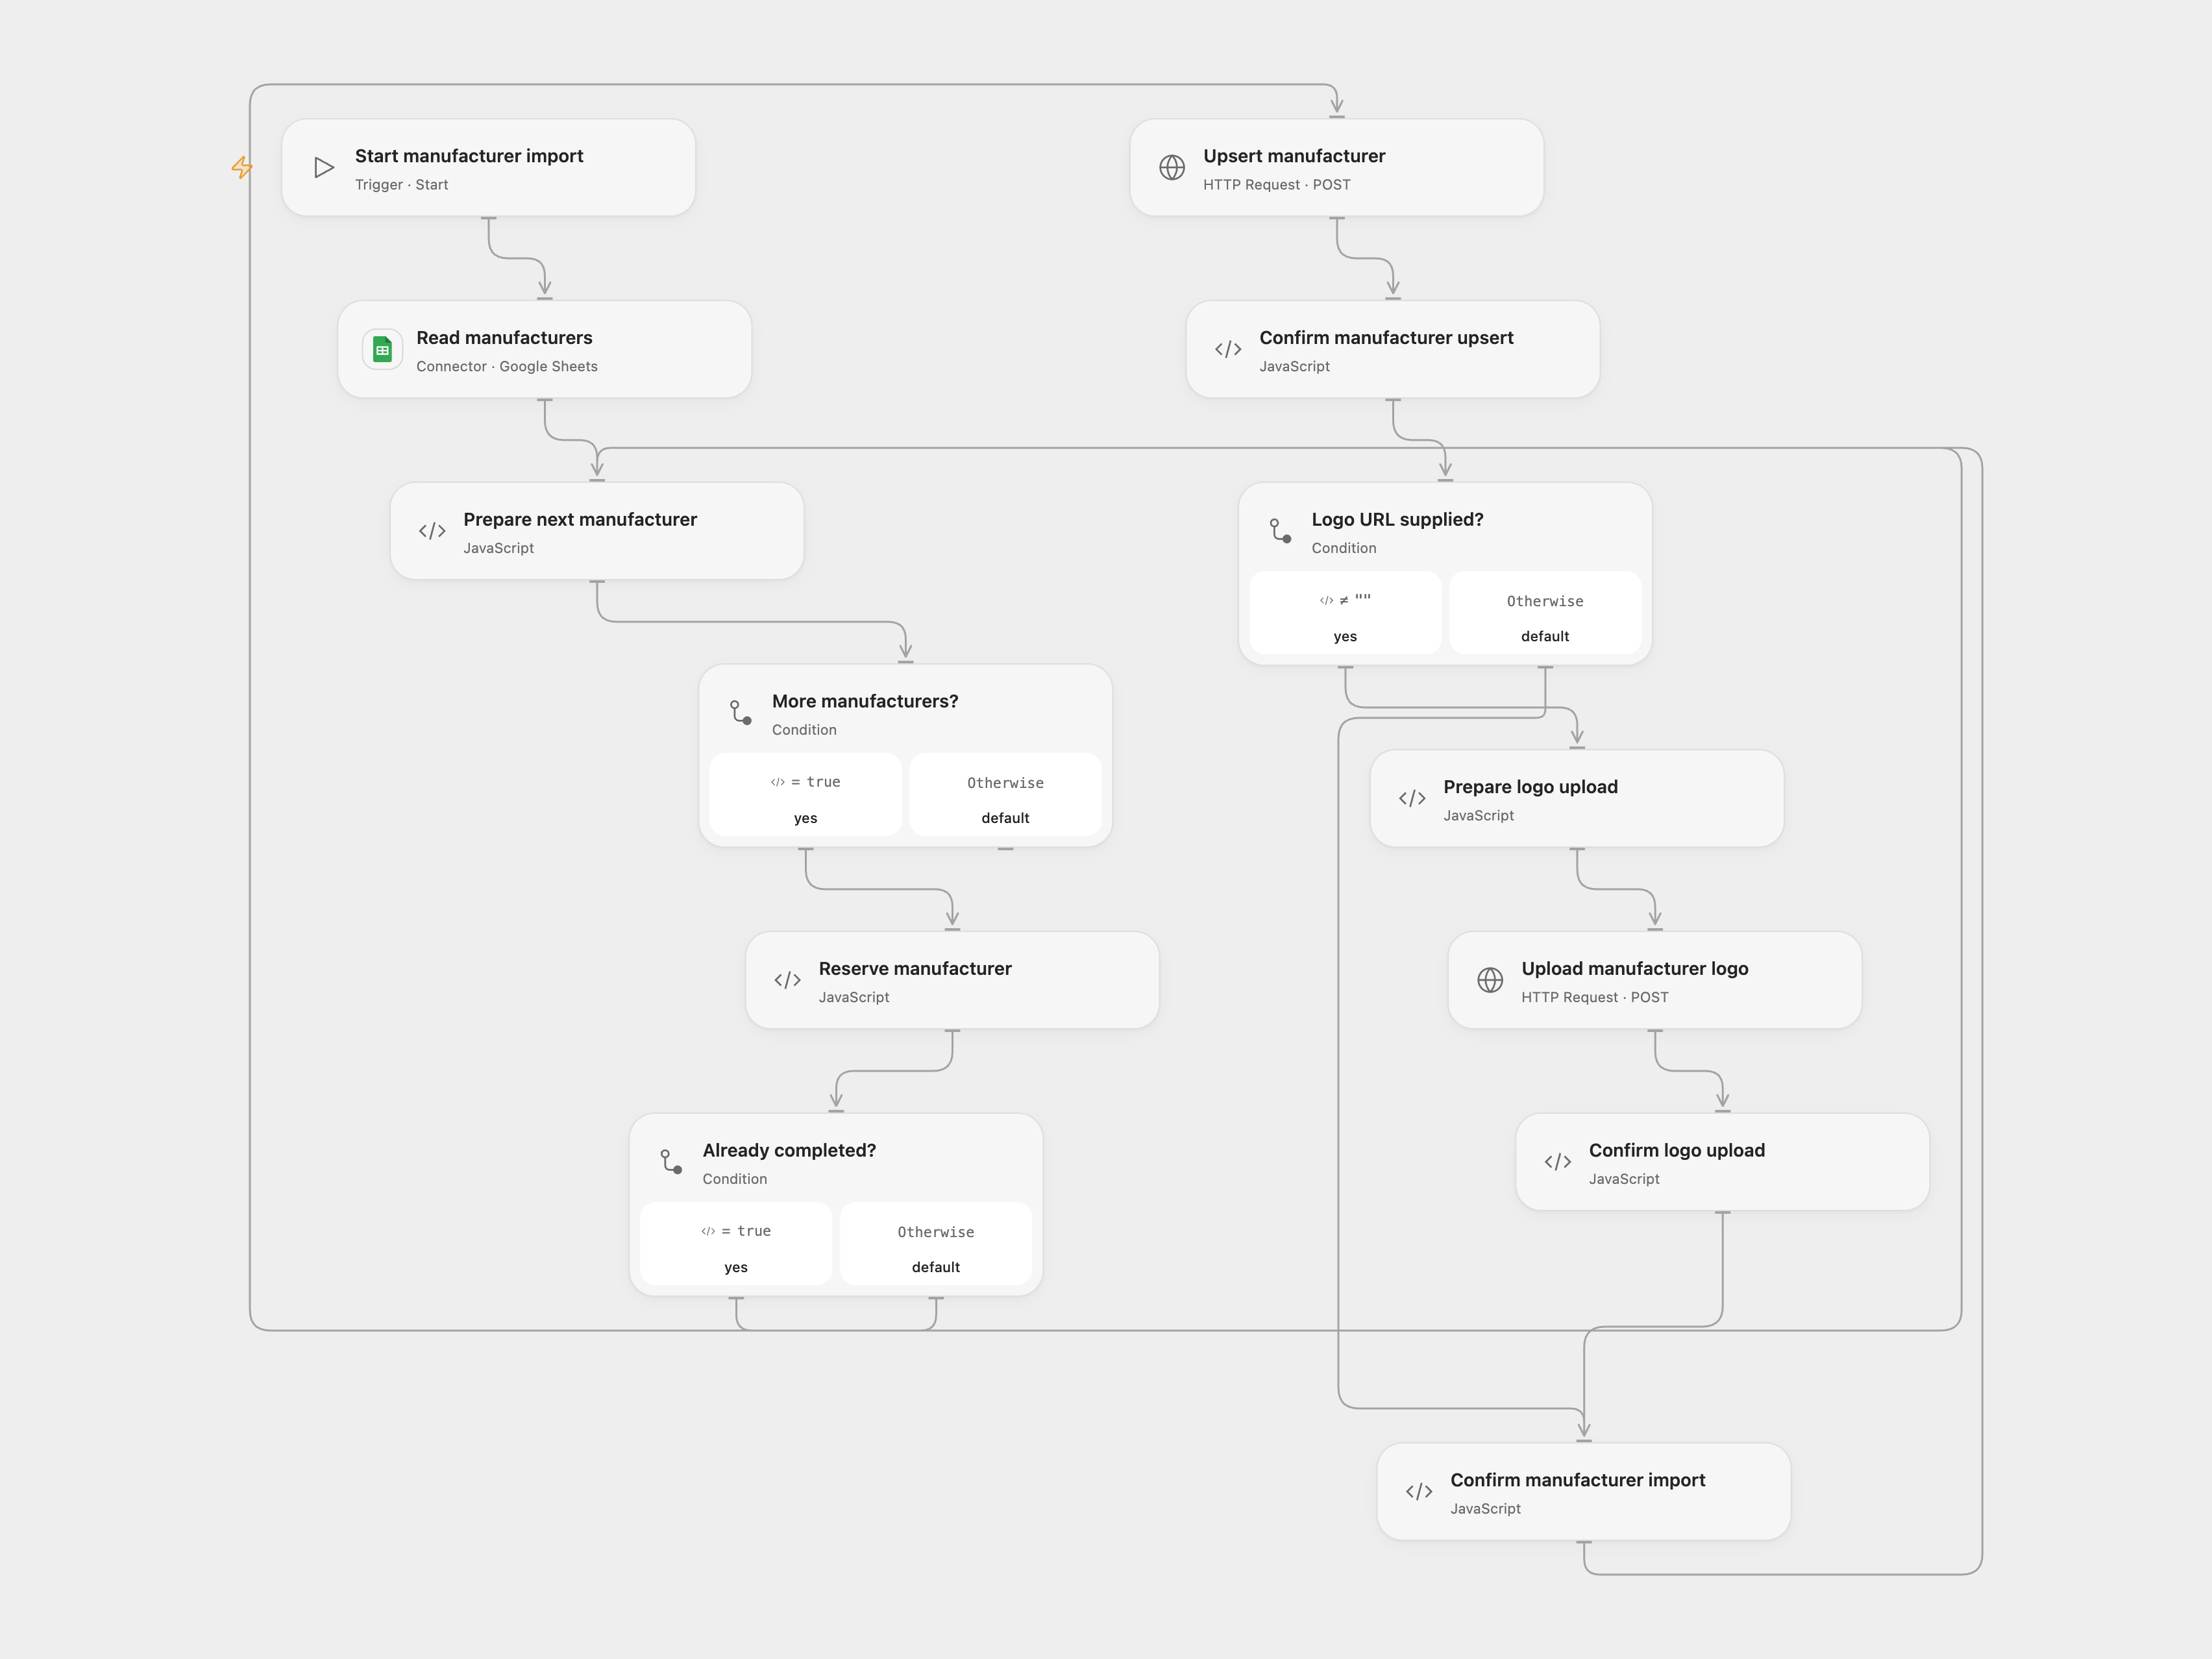 Start manufacturer import
Trigger · Start
Read manufacturers
Connector · Google Sheets
Prepare next manufacturer
JavaScript
More manufacturers?
Condition
</> = true
yes
Otherwise
default
Reserve manufacturer
JavaScript
Already completed?
Condition
</> = true
yes
Otherwise
default
Upsert manufacturer
HTTP Request · POST
Confirm manufacturer upsert
JavaScript
Logo URL supplied?
Condition
</> ≠ ""
yes
Otherwise
default
Prepare logo upload
JavaScript
Upload manufacturer logo
HTTP Request · POST
Confirm logo upload
JavaScript
Confirm manufacturer import
JavaScript